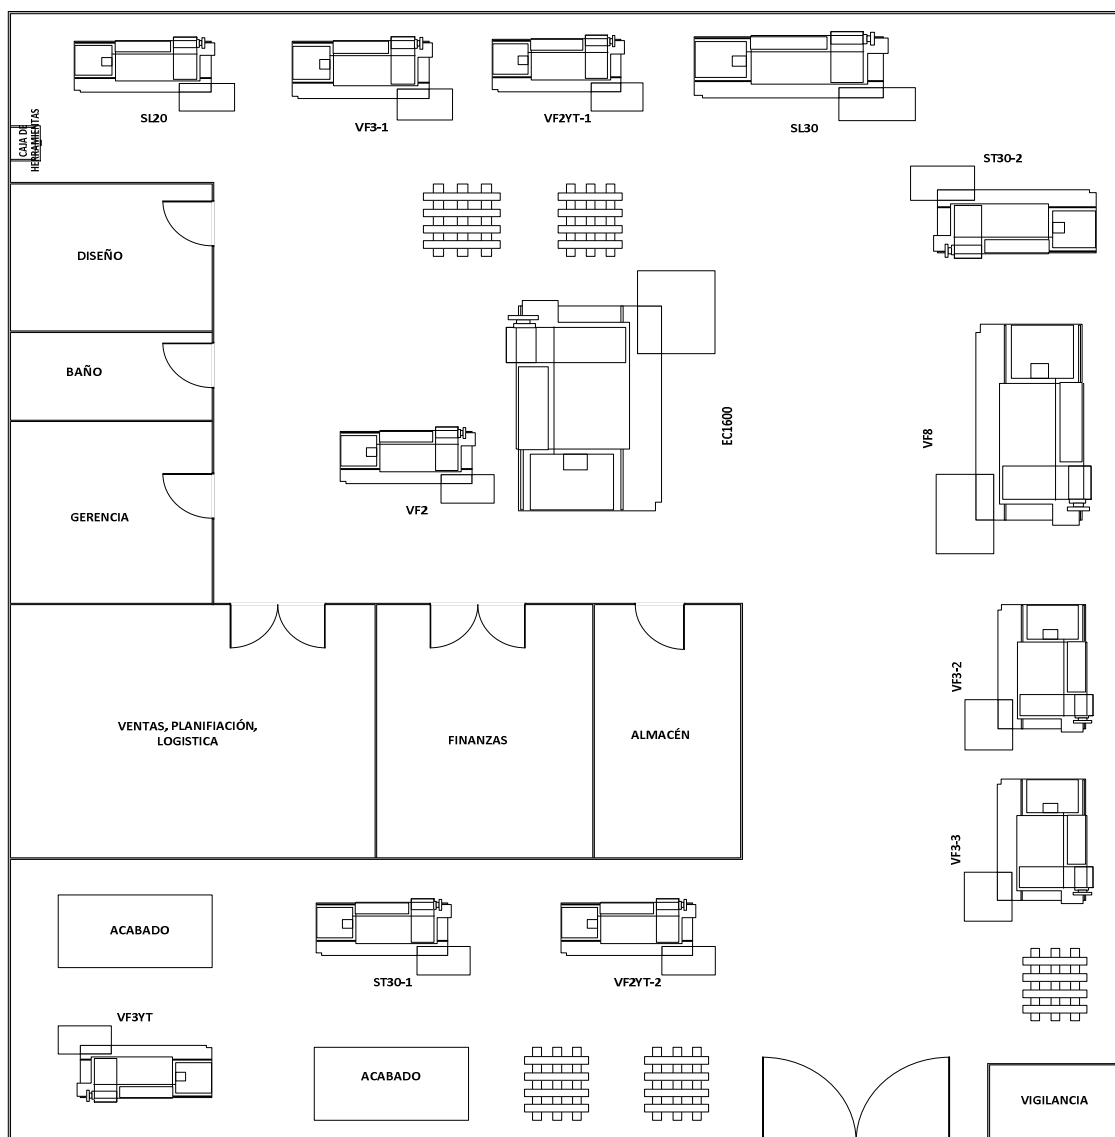 SL20
VF3-1
VF2YT-1
SL30
CAJA DE
HERRAMIENTAS
ST30-2
DISEÑO
BAÑO
EC1600
VF8
VF2
GERENCIA
VF3-2
VENTAS, PLANIFIACIÓN,
LOGISTICA
FINANZAS
ALMACÉN
VF3-3
ACABADO
ST30-1
VF2YT-2
VF3YT
ACABADO
VIGILANCIA